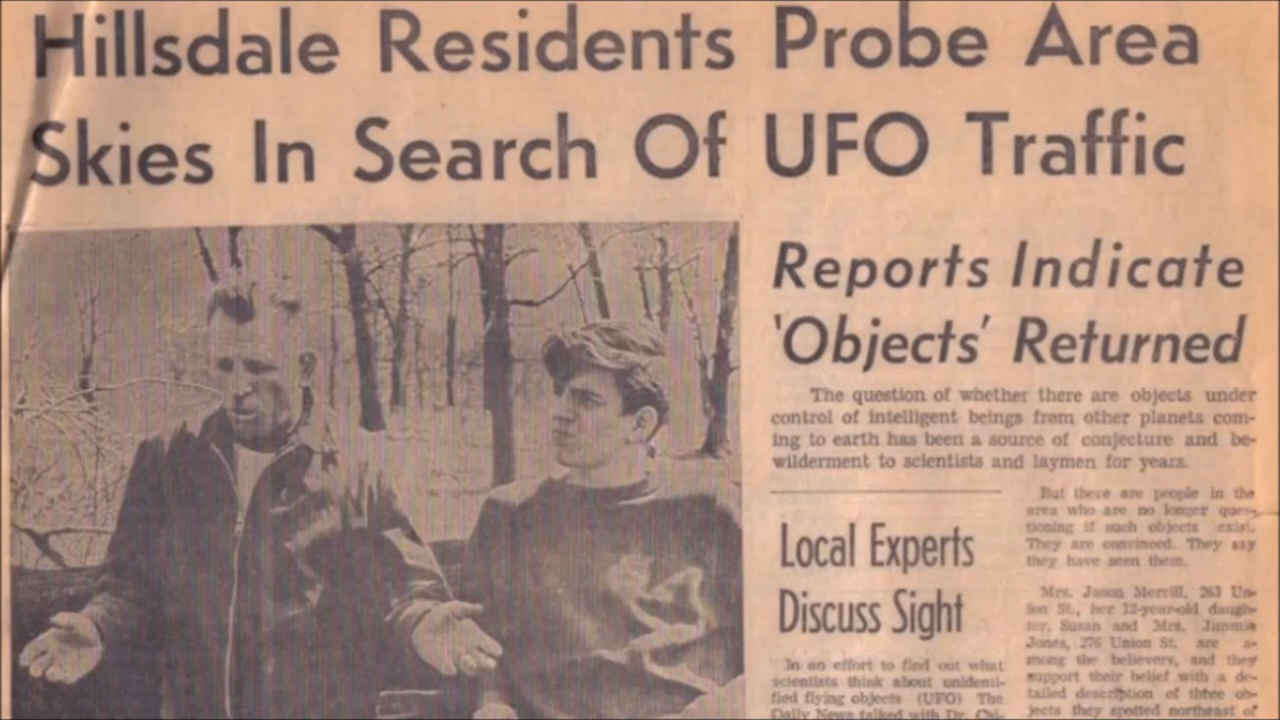 Hillsdale Residents Probe Area
Skies In Search Of UFO Traffic
Reports Indicate
'Objects' Returned
The question of whether there are objects under
control of intelligent beings from other planets com-
ing to earth has been a source of conjecture and be-
wilderment to scientists and laymen for years.
Local Experts
Discuss Sight
In an effort to find out what
scientists think about unidenti-
fied flying objects (UFO) The
Daily News talked with Dr. Chi-
But there are people in the
area who are no longer ques-
tioning if such objects exist.
They are convinced. They say
they have seen them.
Mrs. Jason Merrill, 263 Un-
ion St., her 12-year-old daugh-
ter, Susan and Mrs. Jimmie
Jones, 276 Union St. are a-
mong the believers, and they
support their belief with a de-
tailed description of three ob-
jects they spotted northeast of